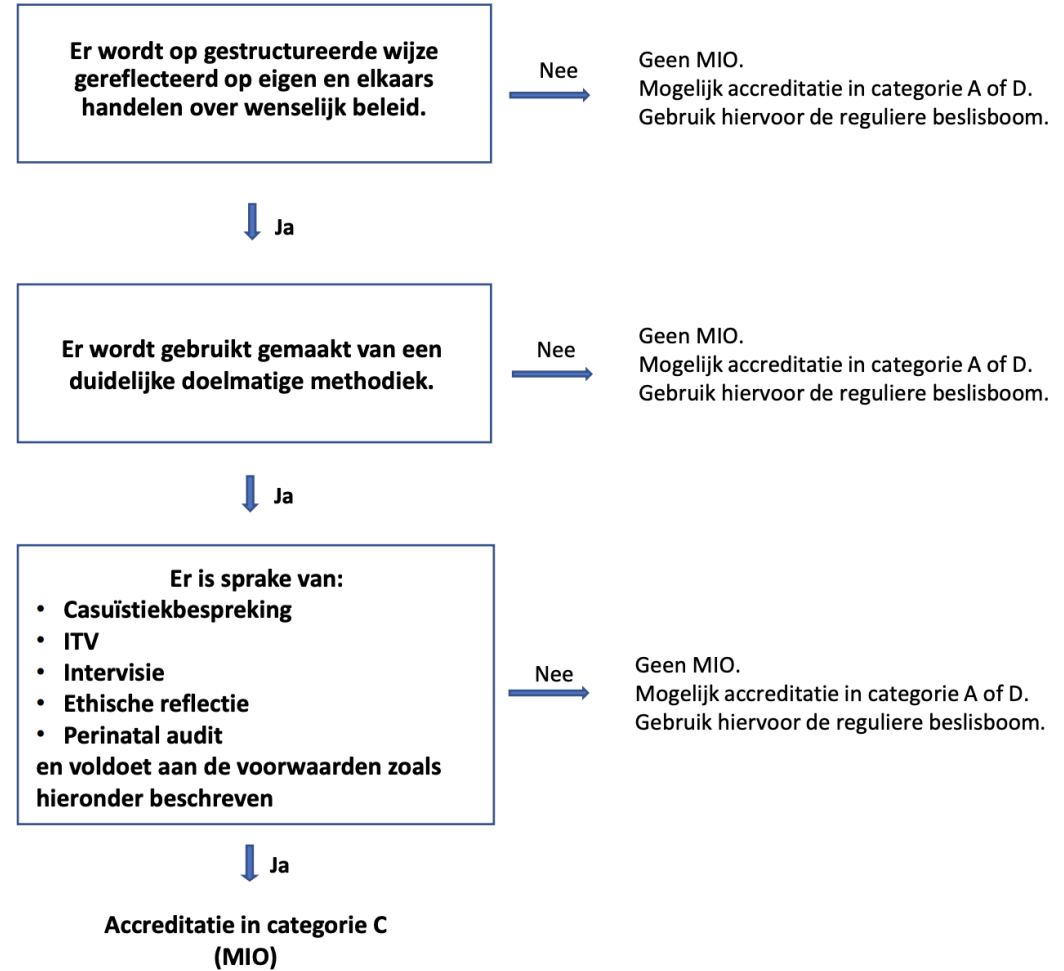 Er wordt op gestructureerde wijze
gereflecteerd op eigen en elkaars
handelen over wenselijk beleid.
Nee
Geen MIO.
Mogelijk accreditatie in categorie A of D.
Gebruik hiervoor de reguliere beslisboom.
Ja
Er wordt gebruikt gemaakt van een
duidelijke doelmatige methodiek.
Nee
Geen MIO.
Mogelijk accreditatie in categorie A of D.
Gebruik hiervoor de reguliere beslisboom.
Ja
Er is sprake van:
• Casuïstiekbespreking
• ITV
• Intervisie
• Ethische reflectie
• Perinatal audit
en voldoet aan de voorwaarden zoals
hieronder beschreven
Nee
Geen MIO.
Mogelijk accreditatie in categorie A of D.
Gebruik hiervoor de reguliere beslisboom.
Ja
Accreditatie in categorie C
(MIO)